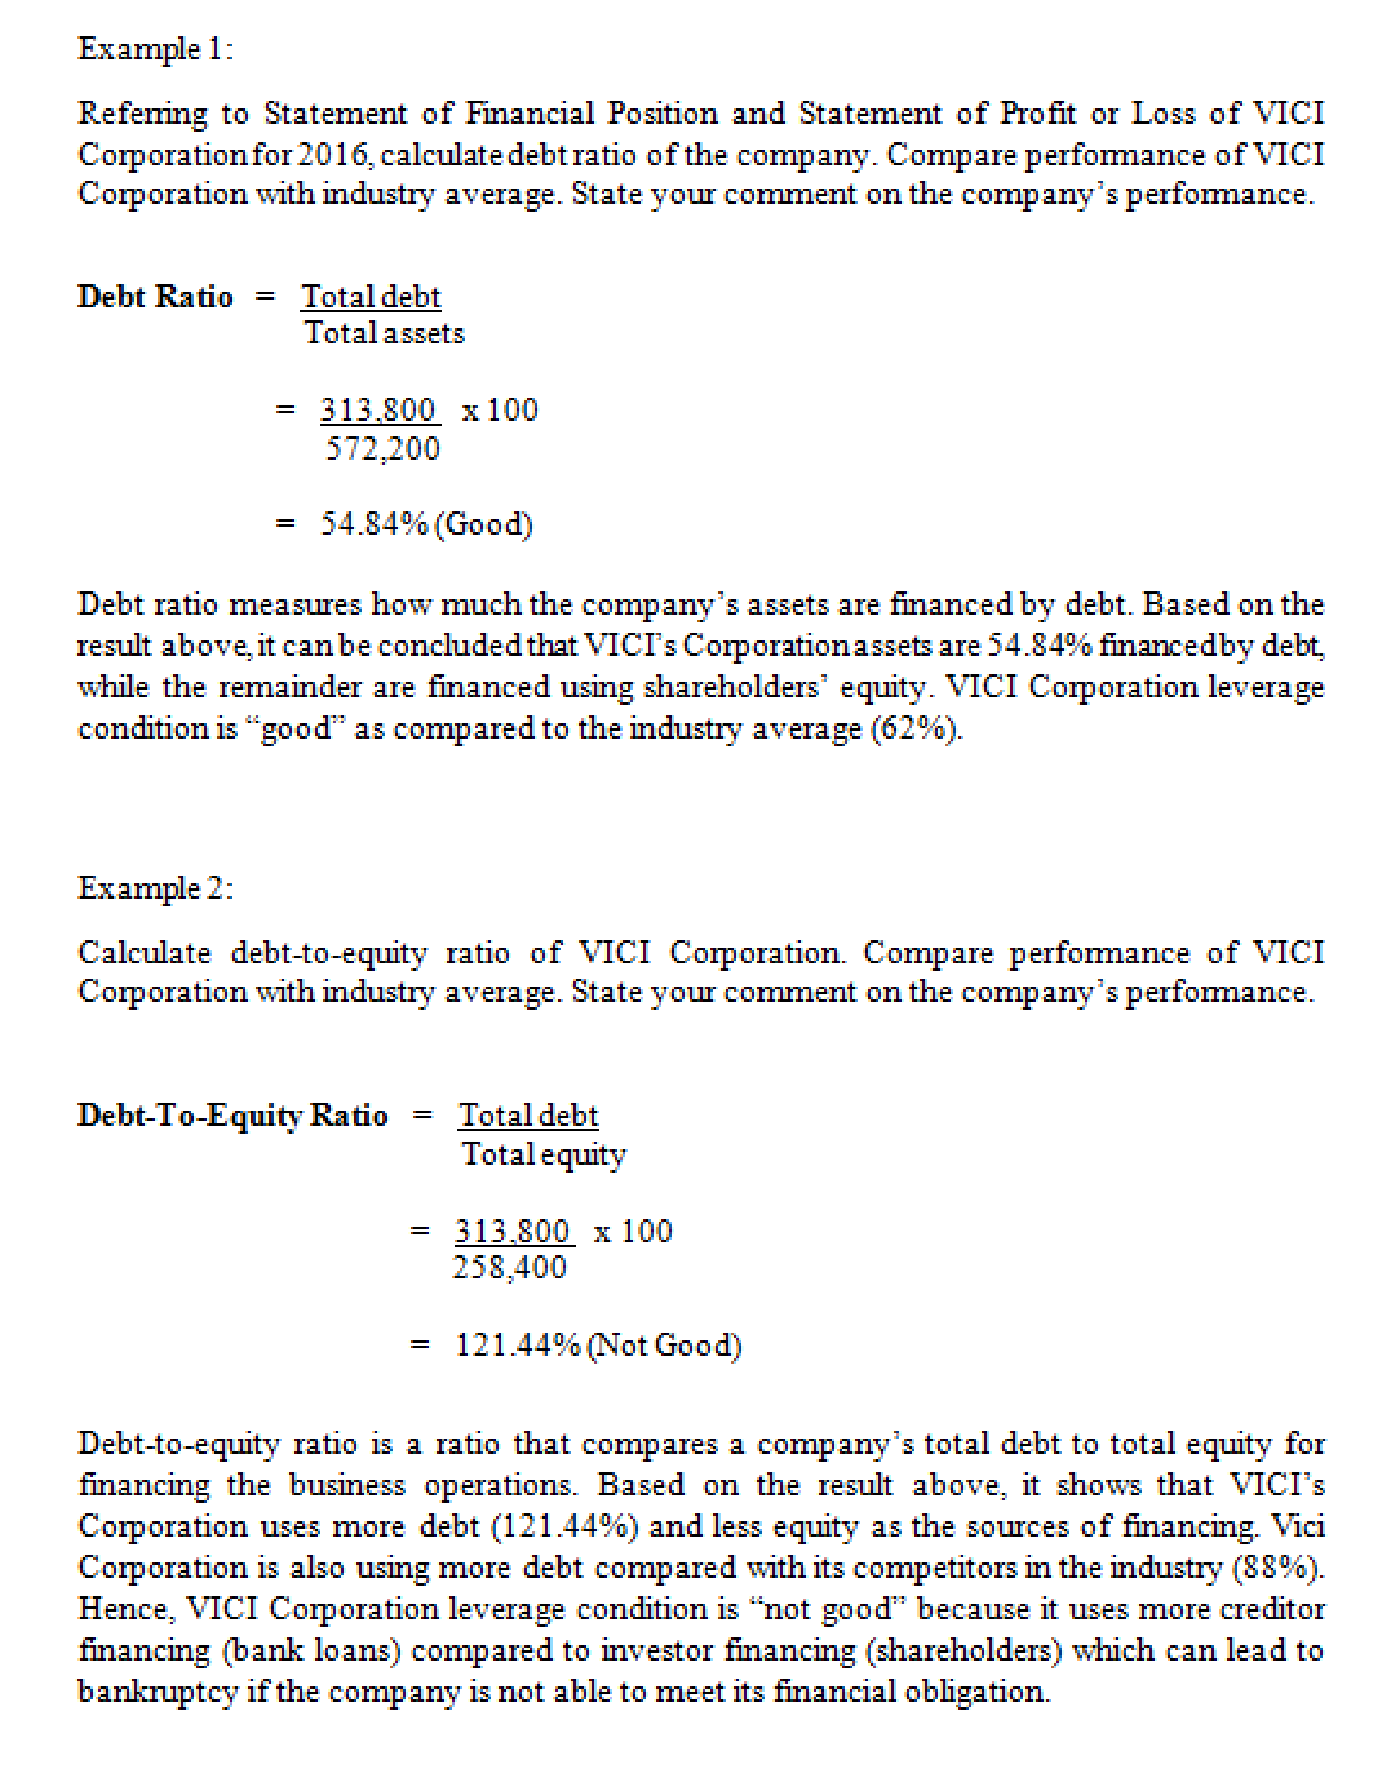 Example 1:
Referring to Statement of Financial Position and Statement of Profit or Loss of VICI
Corporation for 2016, calculate debt ratio of the company. Compare performance of VICI
Corporation with industry average. State your comment on the company's performance.
Debt Ratio = Total debt
Total assets
= 313,800 x 100
572,200
= 54.84% (Good)
Debt ratio measures how much the company's assets are financed by debt. Based on the
result above, it can be concluded that VICI's Corporation assets are 54.84% financed by debt,
while the remainder are financed using shareholders' equity. VICI Corporation leverage
condition is “good” as compared to the industry average (62%).
Example 2:
Calculate debt-to-equity ratio of VICI Corporation. Compare performance of VICI
Corporation with industry average. State your comment on the company's performance.
Debt-To-Equity Ratio = Total debt
Total equity
= 313,800 x 100
258,400
= 121.44% (Not Good)
Debt-to-equity ratio is a ratio that compares a company's total debt to total equity for
financing the business operations. Based on the result above, it shows that VICI's
Corporation uses more debt (121.44%) and less equity as the sources of financing. Vici
Corporation is also using more debt compared with its competitors in the industry (88%).
Hence, VICI Corporation leverage condition is “not good” because it uses more creditor
financing (bank loans) compared to investor financing (shareholders) which can lead to
bankruptcy if the company is not able to meet its financial obligation.